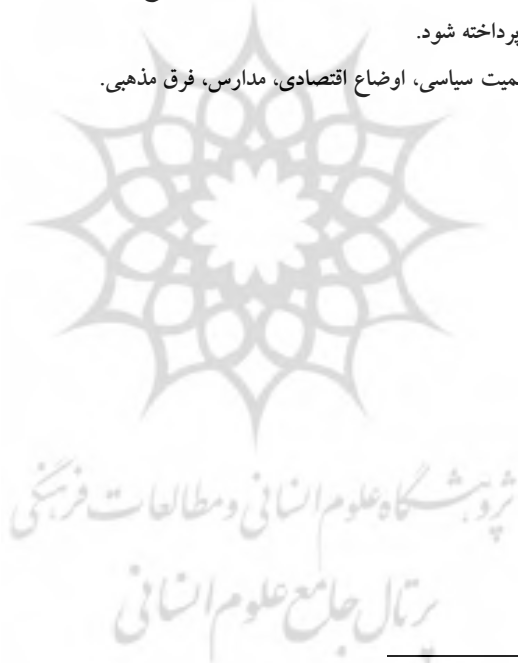 پرداخته شود.
میت سیاسی، اوضاع اقتصادی، مدارس، فرق مذهبی.
پژوهشگاه علوم انسانی و مطالعات فرهنگی
پرتال جامع علوم انسانی